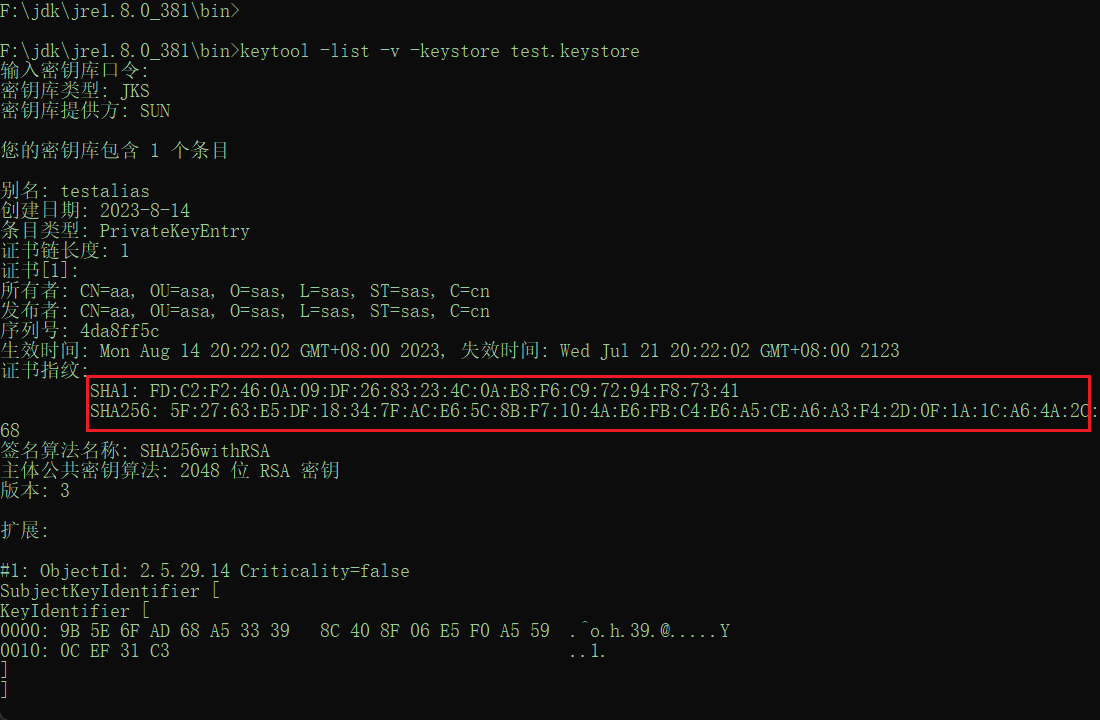 F:\jdk\jre1.8.0_381\bin>
F:\jdk\jre1.8.0_381\bin>keytool -list -v -keystore test.keystore
输入密钥库口令:
密钥库类型: JKS
密钥库提供方: SUN
您的密钥库包含 1 个条目
别名: testalias
创建日期: 2023-8-14
条目类型: PrivateKeyEntry
证书链长度: 1
证书[1]:
所有者: CN=aa, OU=asa, O=sas, L=sas, ST=sas, C=cn
发布者: CN=aa, OU=asa, O=sas, L=sas, ST=sas, C=cn
序列号: 4da8ff5c
生效时间: Mon Aug 14 20:22:02 GMT+08:00 2023, 失效时间: Wed Jul 21 20:22:02 GMT+08:00 2123
证书指纹:
SHA1: FD:C2:F2:46:0A:09:DF:26:83:23:4C:0A:E8:F6:C9:72:94:F8:73:41
SHA256: 5F:27:63:E5:DF:18:34:7F:AC:E6:5C:8B:F7:10:4A:E6:FB:C4:E6:A5:CE:A6:A3:F4:2D:0F:1A:1C:A6:4A:2C:
68
签名算法名称: SHA256withRSA
主体公共密钥算法: 2048 位 RSA 密钥
版本: 3
扩展:
#1: ObjectId: 2.5.29.14 Criticality=false
SubjectKeyIdentifier [
KeyIdentifier [
0000: 9B 5E 6F AD 68 A5 33 39   8C 40 8F 06 E5 F0 A5 59  .^o.h.39.@.....Y
0010: 0C EF 31 C3                                        ..1.
]
]